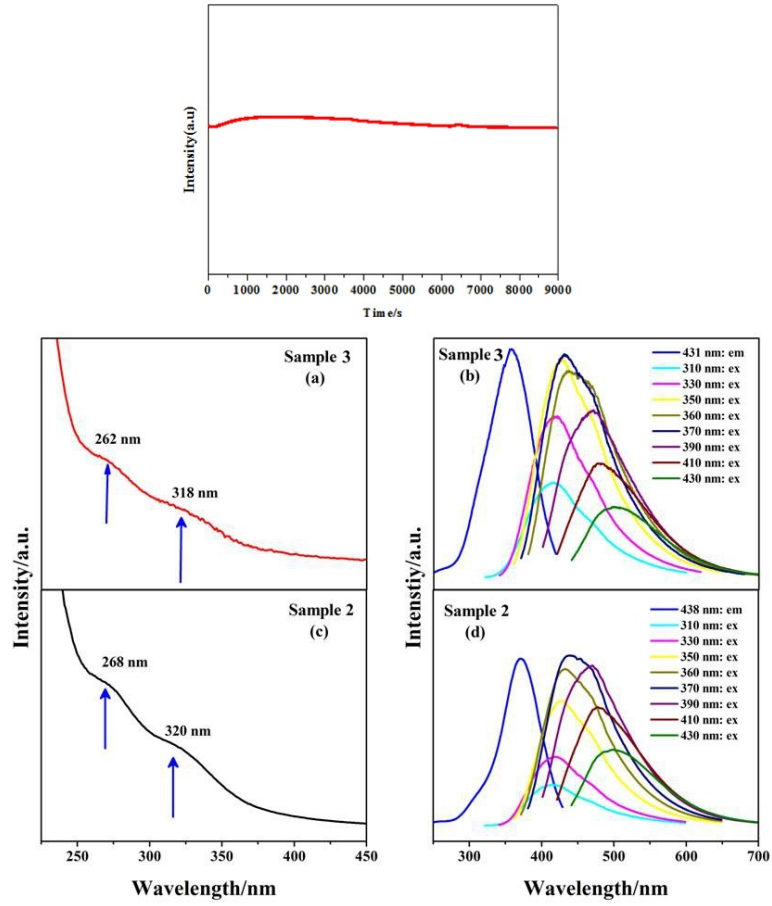 Intensity(a.u)
0 1000 2000 3000 4000 5000 6000 7000 8000 9000
Time/s
Sample 3
(a)
262 nm
318 nm
Sample 3
(b)
431 nm: em
310 nm: ex
330 nm: ex
350 nm: ex
360 nm: ex
370 nm: ex
390 nm: ex
410 nm: ex
430 nm: ex
Intensity/a.u.
Intenstiy/a.u.
Sample 2
(c)
268 nm
320 nm
Sample 2
(d)
438 nm: em
310 nm: ex
330 nm: ex
350 nm: ex
360 nm: ex
370 nm: ex
390 nm: ex
410 nm: ex
430 nm: ex
250 300 350 400 450
300 400 500 600 700
Wavelength/nm
Wavelength/nm